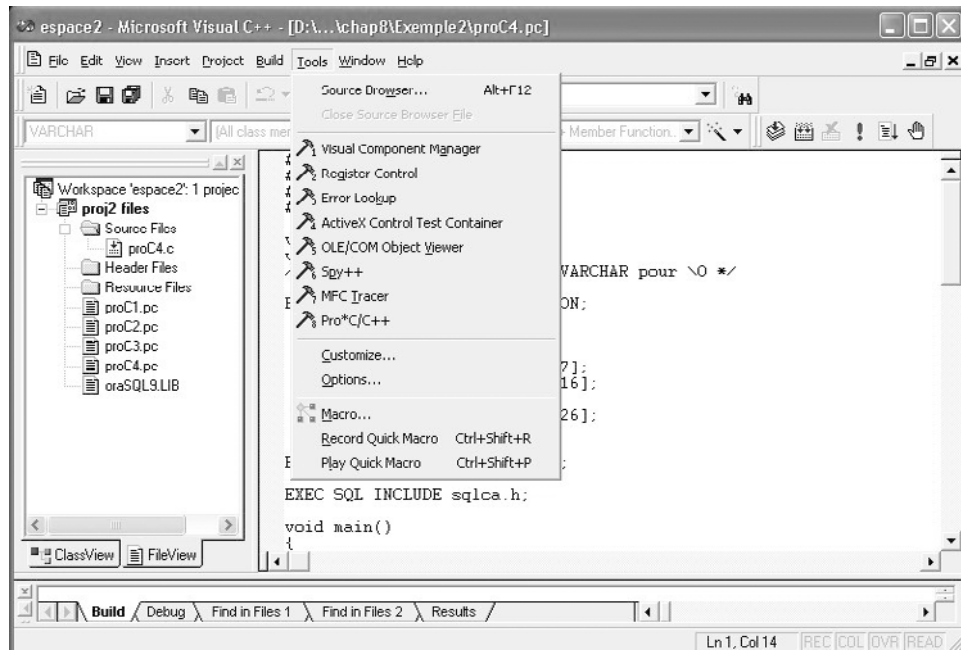 espace2 - Microsoft Visual C++ - [D:\...\chap8\Exemple2\proC4.pc]
File Edit View Insert Project Build Tools Window Help
VARCHAR
[All class mer
Member Function..
Source Browser... Alt+F12
Close Source Browser File
Visual Component Manager
Register Control
Error Lookup
ActiveX Control Test Container
OLE/COM Object Viewer
Spy++
MFC Tracer
Pro*C/C++
Customize...
Options...
Macro...
Record Quick Macro Ctrl+Shift+R
Play Quick Macro Ctrl+Shift+P
Workspace 'espace2': 1 projec
proj2 files
Source Files
proC4.c
Header Files
Resource Files
proC1.pc
proC2.pc
proC3.pc
proC4.pc
oraSQL9.LIB
ClassView
FileView
VARCHAR pour \0 */
ON;
7];
16];
26];
;
EXEC SQL INCLUDE sqlca.h;
void main()
{
Build Debug Find in Files 1 Find in Files 2 Results
Ln 1, Col 14 REC COL OVR READ